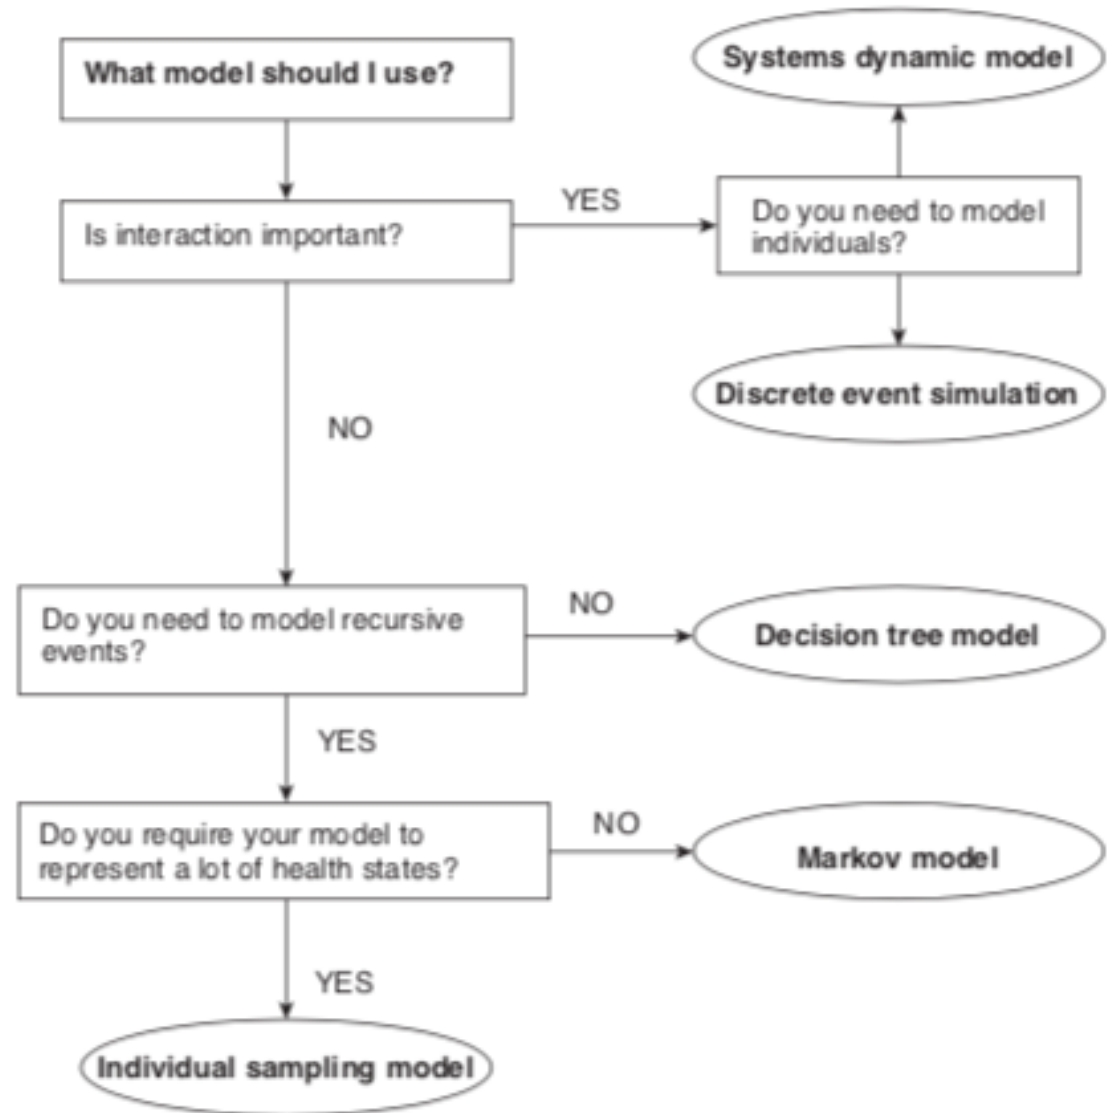 What model should I use?
Systems dynamic model
YES
Is interaction important?
Do you need to model
individuals?
Discrete event simulation
NO
Do you need to model recursive
events?
NO
Decision tree model
YES
Do you require your model to
represent a lot of health states?
NO
Markov model
YES
Individual sampling model